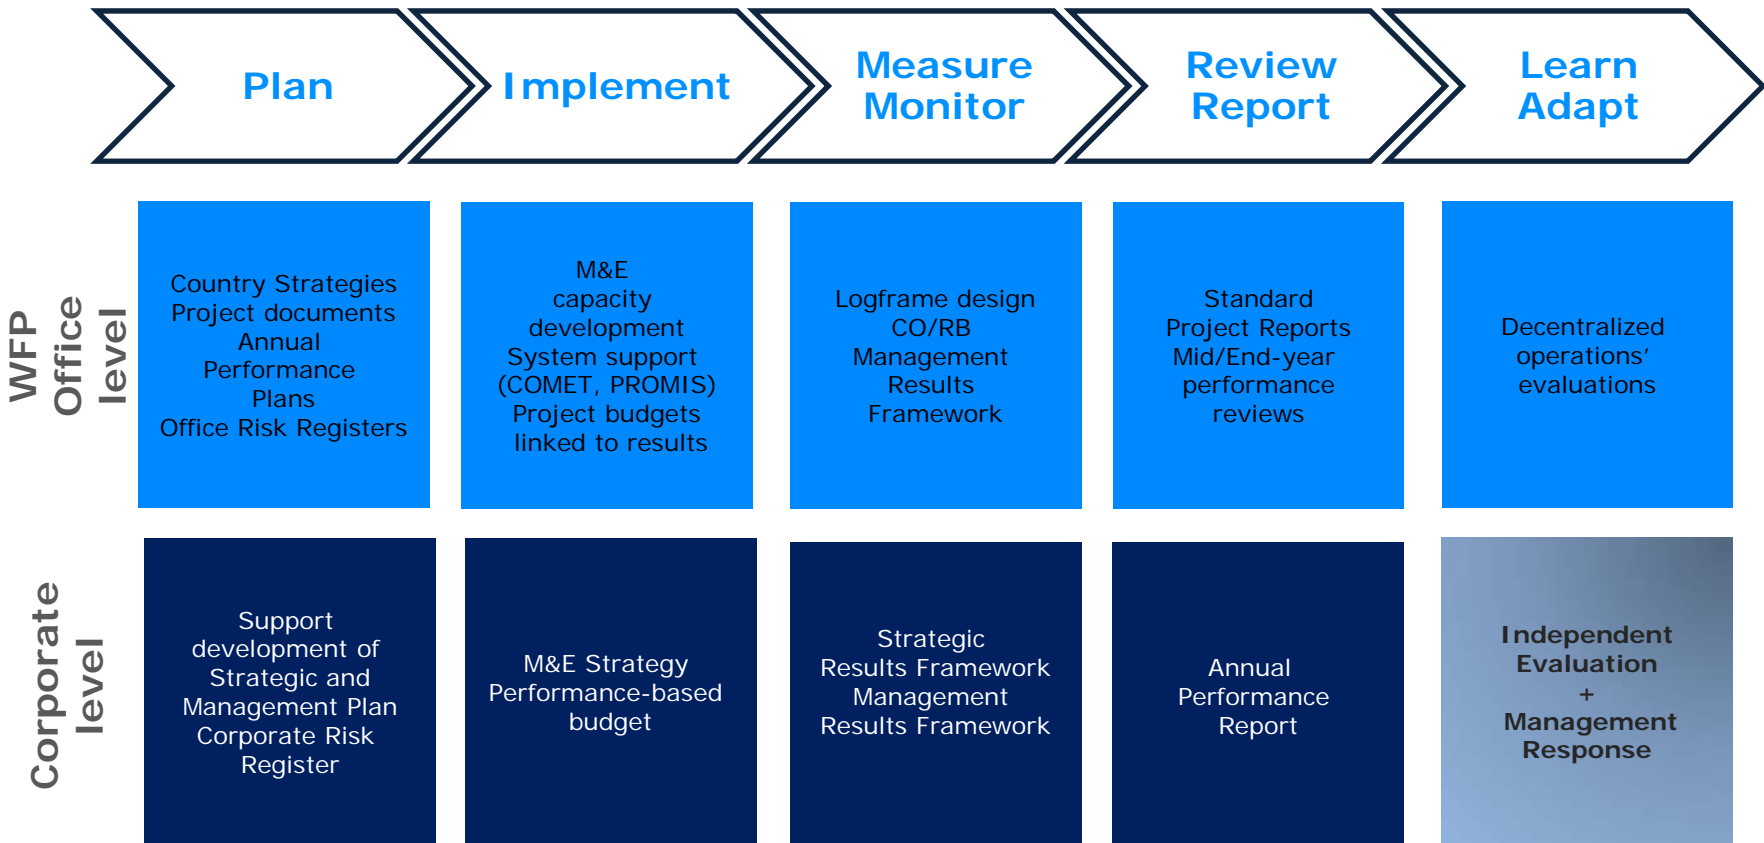 Plan
Implement
Measure
Monitor
Review
Report
Learn
Adapt
WFP
Office
level
Country Strategies
Project documents
Annual
Performance
Plans
Office Risk Registers
M&E
capacity
development
System support
(COMET, PROMIS)
Project budgets
linked to results
Logframe design
CO/RB
Management
Results
Framework
Standard
Project Reports
Mid/End-year
performance
reviews
Decentralized
operations’
evaluations
Corporate
level
Support
development of
Strategic and
Management Plan
Corporate Risk
Register
M&E Strategy
Performance-based
budget
Strategic
Results Framework
Management
Results Framework
Annual
Performance
Report
Independent
Evaluation
+
Management
Response